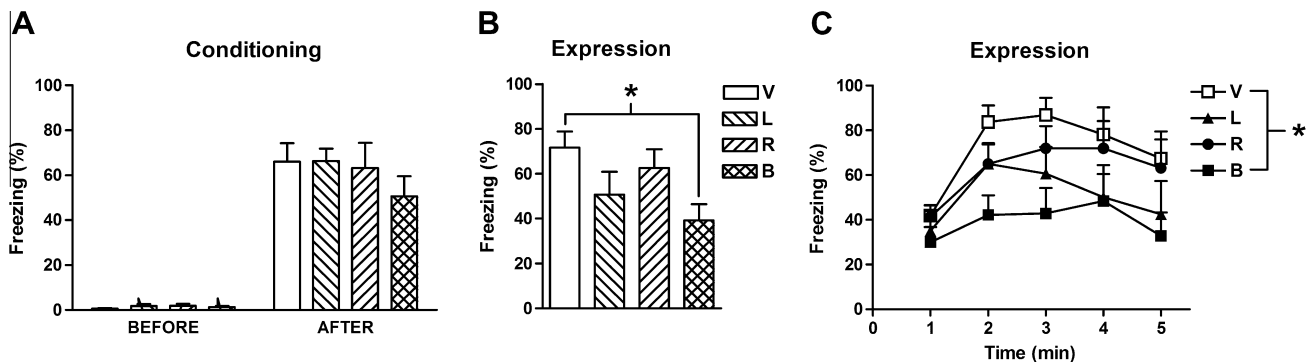 A
Conditioning
Freezing (%)
100
80
60
40
20
0
BEFORE
AFTER
B
Expression
Freezing (%)
100
80
60
40
20
0
*
V
L
R
B
C
Expression
Freezing (%)
100
80
60
40
20
0
0 1 2 3 4 5
Time (min)
V
L
R
B
*